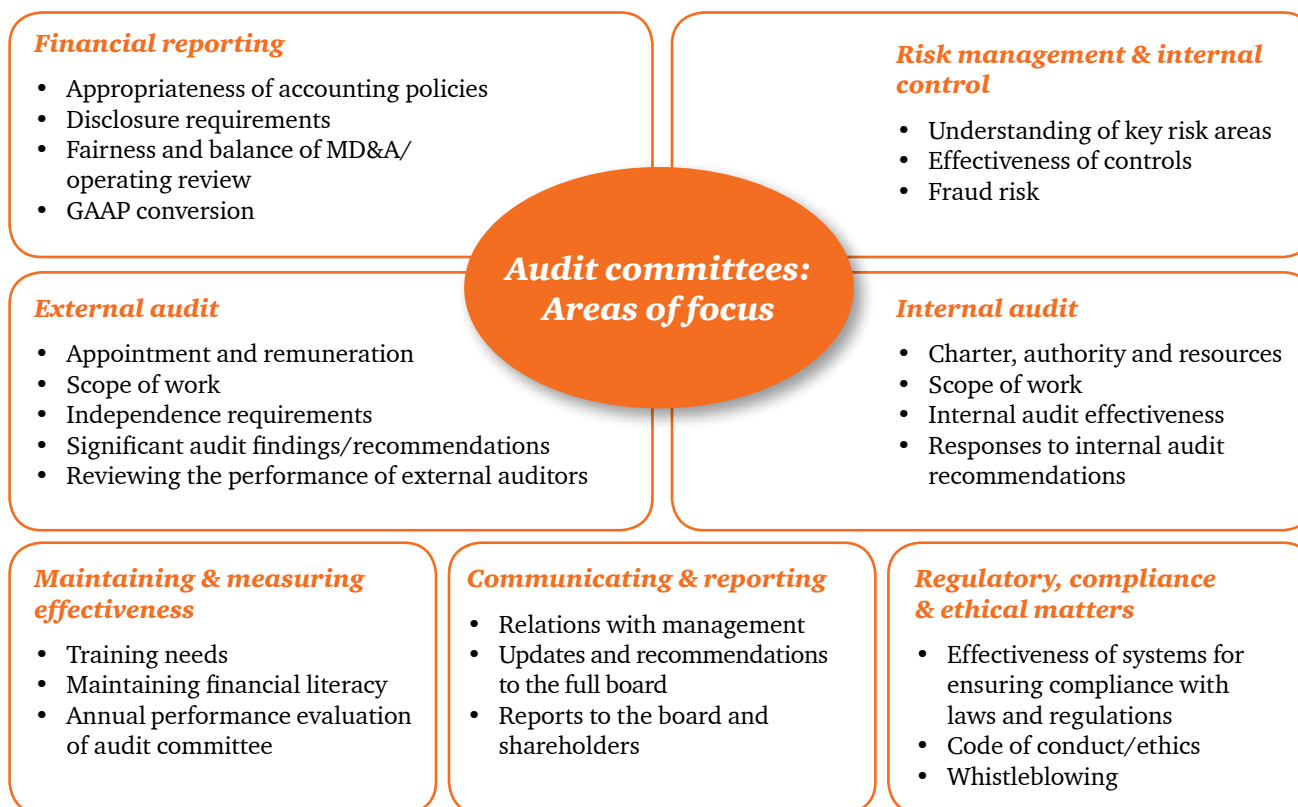 Financial reporting
• Appropriateness of accounting policies
• Disclosure requirements
• Fairness and balance of MD&A/
operating review
• GAAP conversion
Risk management & internal
control
• Understanding of key risk areas
• Effectiveness of controls
• Fraud risk
Audit committees:
Areas of focus
External audit
• Appointment and remuneration
• Scope of work
• Independence requirements
• Significant audit findings/recommendations
• Reviewing the performance of external auditors
Internal audit
• Charter, authority and resources
• Scope of work
• Internal audit effectiveness
• Responses to internal audit
recommendations
Maintaining & measuring
effectiveness
• Training needs
• Maintaining financial literacy
• Annual performance evaluation
of audit committee
Communicating & reporting
• Relations with management
• Updates and recommendations
to the full board
• Reports to the board and
shareholders
Regulatory, compliance
& ethical matters
• Effectiveness of systems for
ensuring compliance with
laws and regulations
• Code of conduct/ethics
• Whistleblowing